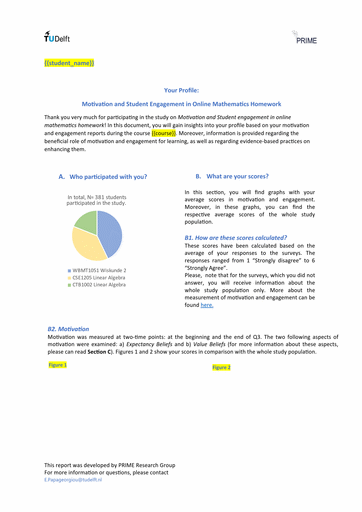 TUDelft
PRIME
{{student_name}}
Your Profile:
Motivation and Student Engagement in Online Mathematics Homework
Thank you very much for participating in the study on Motivation and Student engagement in online
mathematics homework! In this document, you will gain insights into your profile based on your motivation
and engagement reports during the course {{course}}. Moreover, information is provided regarding the
beneficial role of motivation and engagement for learning, as well as regarding evidence-based practices on
enhancing them.
A. Who participated with you?
In total, N= 381 students
participated in the study.
WBMT1051 Wiskunde 2
CSE1205 Linear Algebra
CTB1002 Linear Algebra
B. What are your scores?
In this section, you will find graphs with your
average scores in motivation and engagement.
Moreover, in these graphs, you can find the
respective average scores of the whole study
population.
B1. How are these scores calculated?
These scores have been calculated based on the
average of your responses to the surveys. The
responses ranged from 1 "Strongly disagree" to 6
"Strongly Agree".
Please, note that for the surveys, which you did not
answer, you will receive information about the
whole study population only. More about the
measurement of motivation and engagement can be
found here.
B2. Motivation
Motivation was measured at two-time points: at the beginning and the end of Q3. The two following aspects of
motivation were examined: a) Expectancy Beliefs and b) Value Beliefs (for more information about these aspects,
please can read Section C). Figures 1 and 2 show your scores in comparison with the whole study population.
Figure 1
Figure 2
This report was developed by PRIME Research Group
For more information or questions, please contact
E.Papageorgiou@tudelft.nl